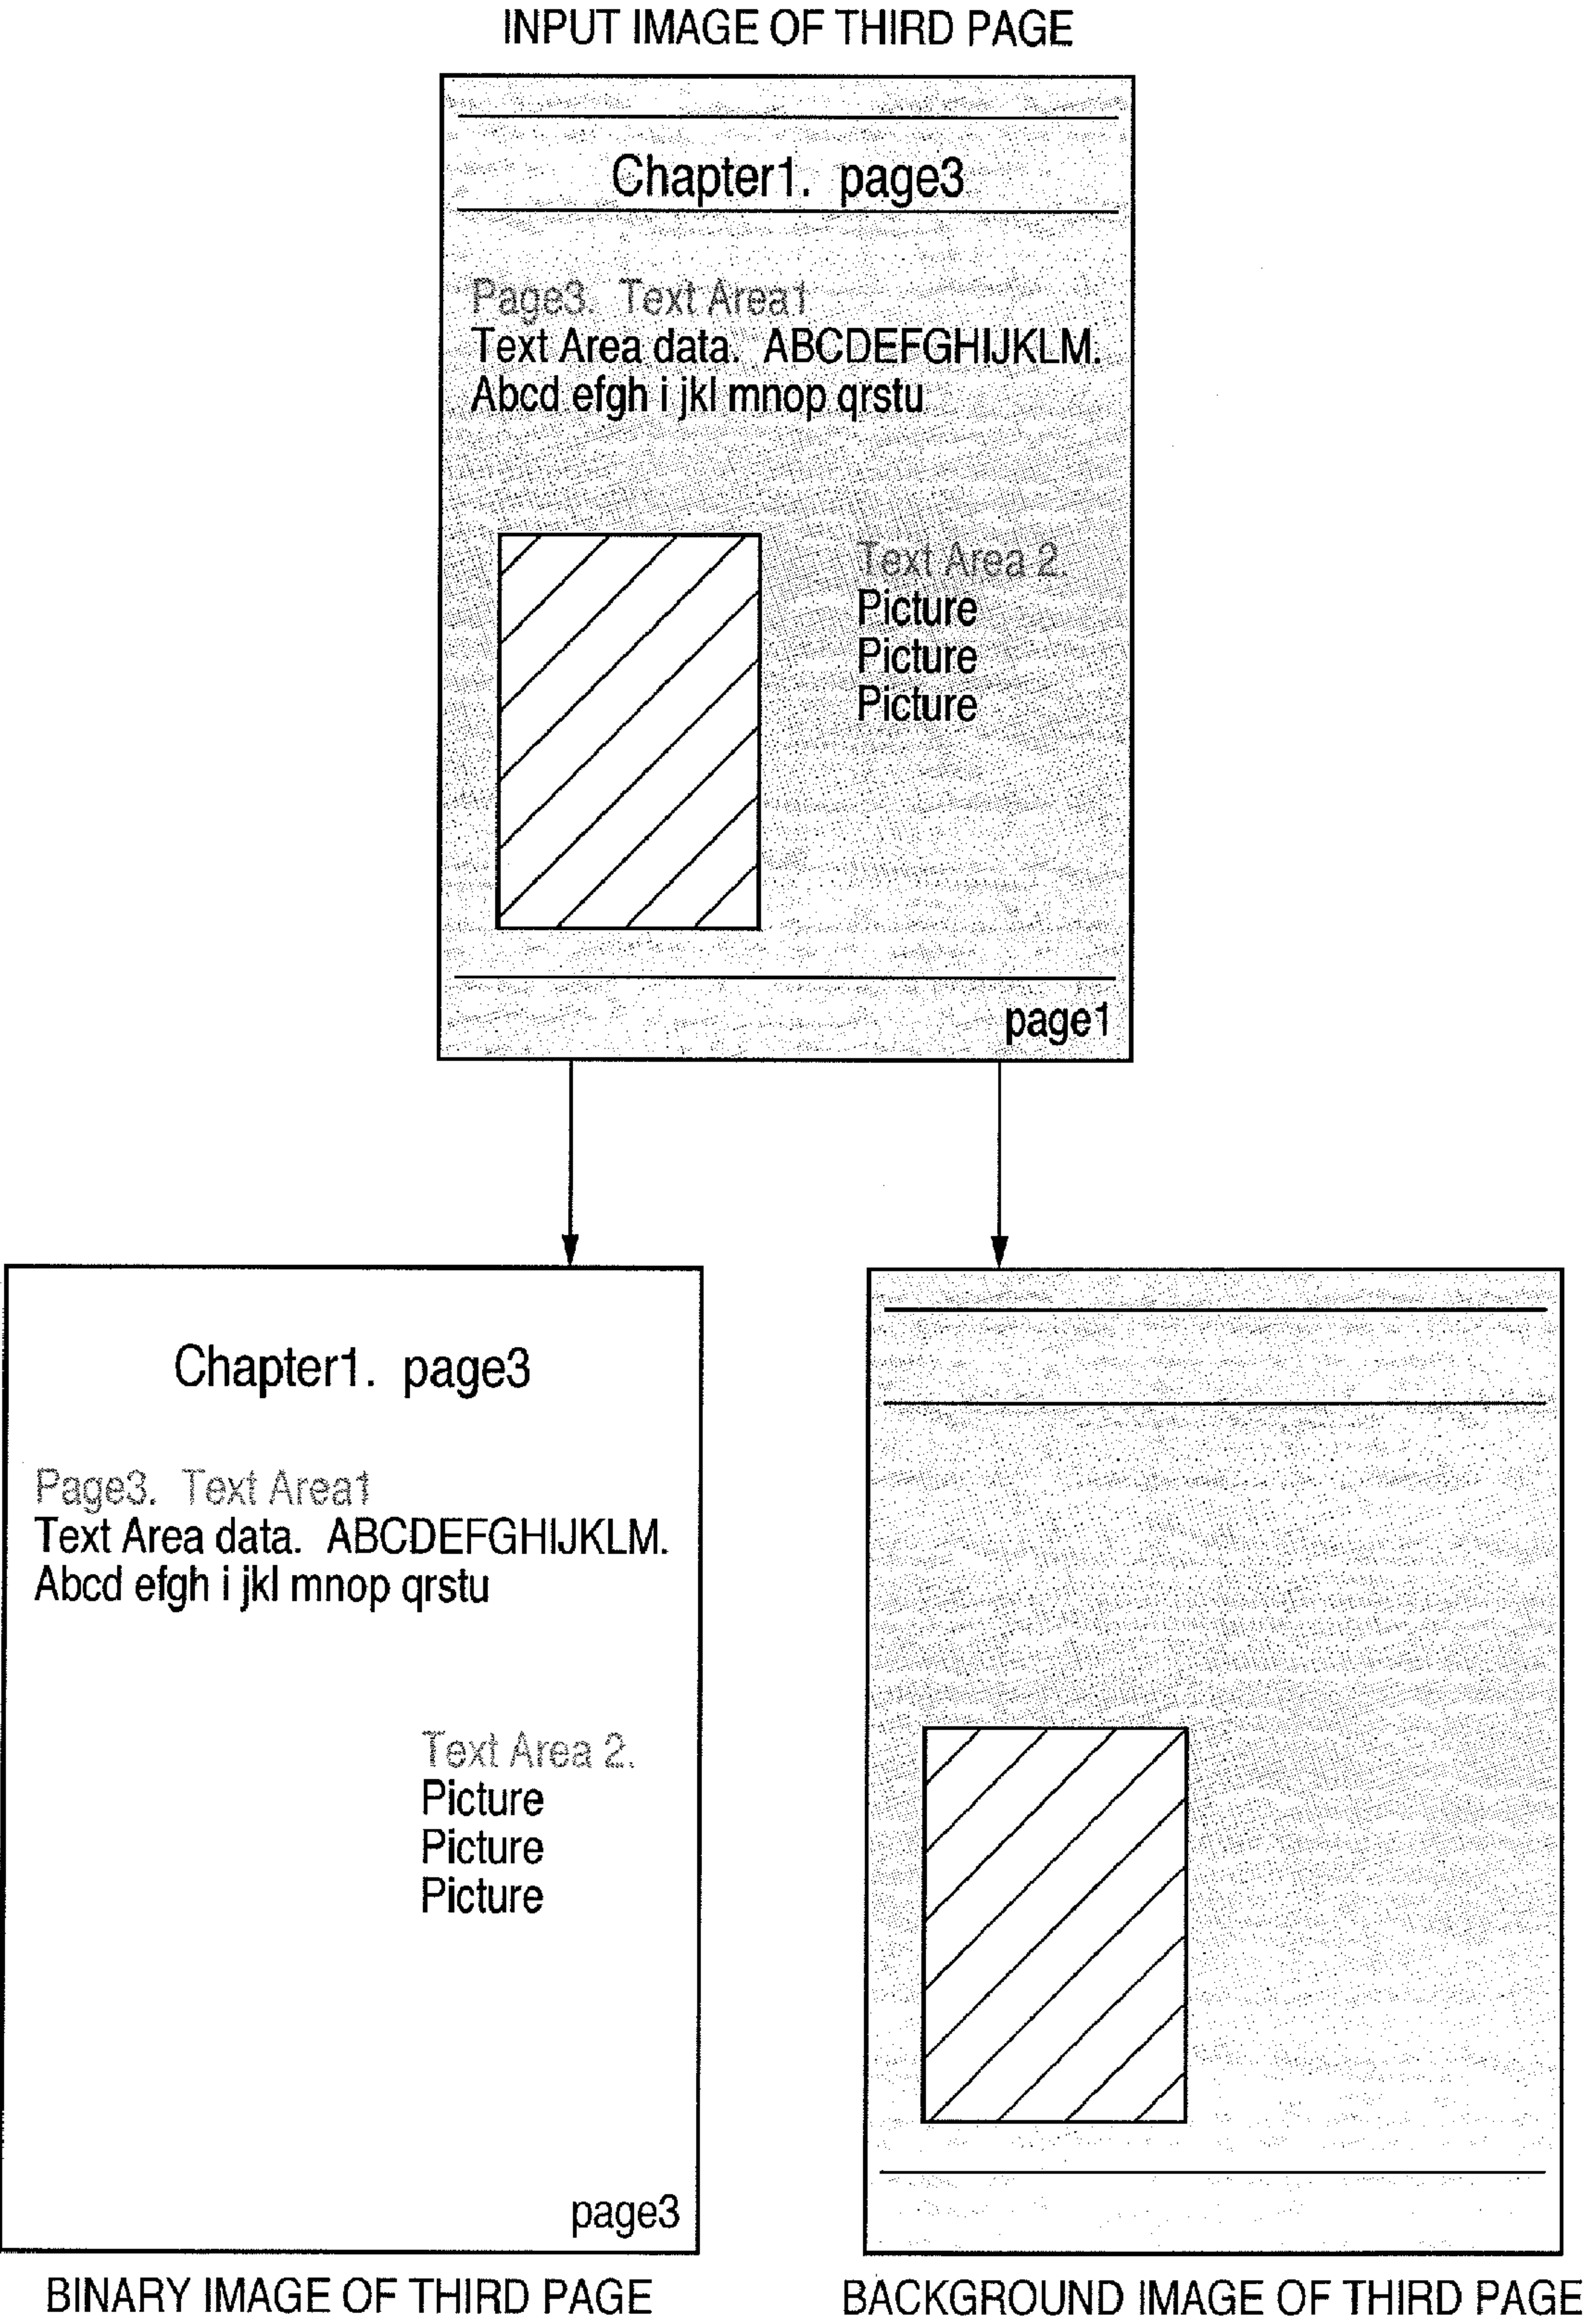 INPUT IMAGE OF THIRD PAGE
Chapter1. page3
Page3. Text Area1
Text Area data. ABCDEFGHIJKLM.
Abcd efgh i jkl mnop qrstu
Text Area 2.
Picture
Picture
Picture
page1
Chapter1. page3
Page3. Text Area1
Text Area data. ABCDEFGHIJKLM.
Abcd efgh i jkl mnop qrstu
Text Area 2.
Picture
Picture
Picture
page3
BINARY IMAGE OF THIRD PAGE
BACKGROUND IMAGE OF THIRD PAGE